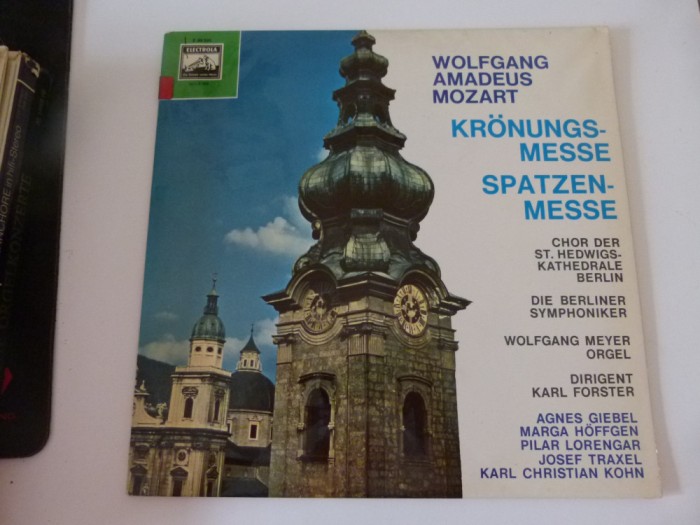 ELECTROLA
WOLFGANG
AMADEUS
MOZART
KRÖNUNGS-
MESSE
SPATZEN-
MESSE
CHOR DER
ST. HEDWIGS-
KATHEDRALE
BERLIN
DIE BERLINER
SYMPHONIKER
WOLFGANG MEYER
ORGEL
DIRIGENT
KARL FORSTER
AGNES GIEBEL
MARGA HÖFFGEN
PILAR LORENGAR
JOSEF TRAXEL
KARL CHRISTIAN KOHN